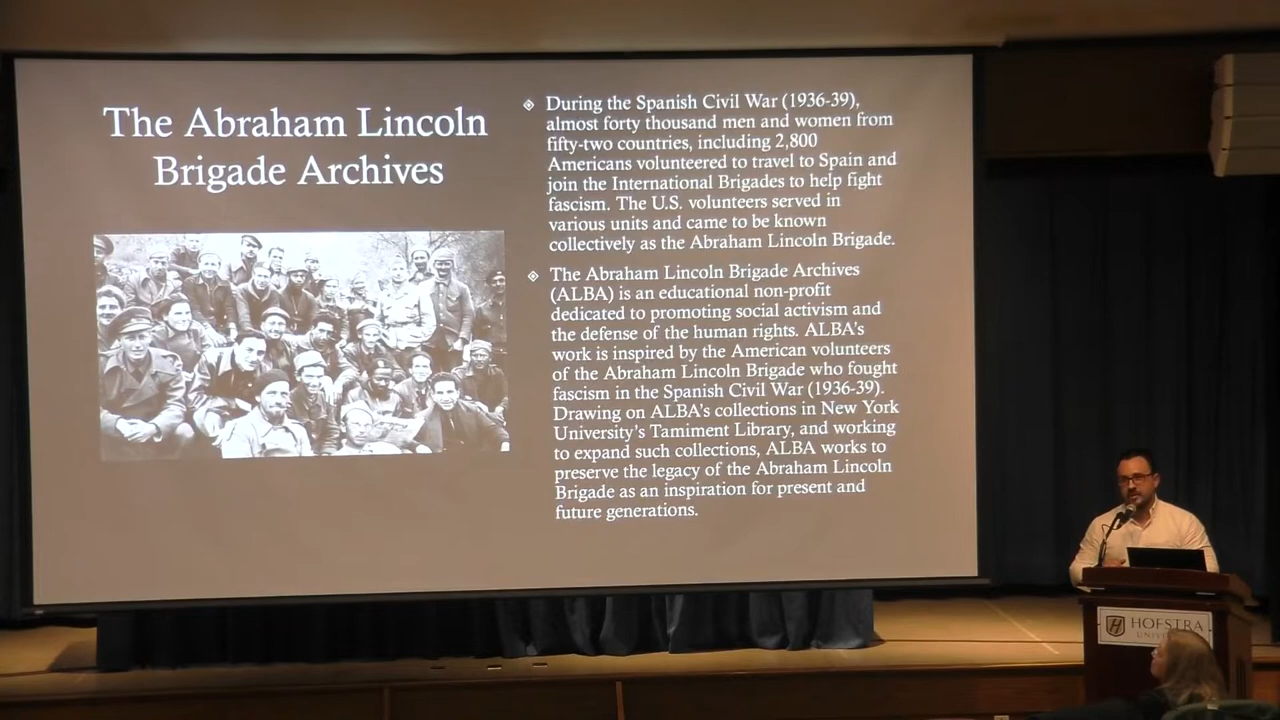 The Abraham Lincoln
Brigade Archives
During the Spanish Civil War (1936-39),
almost forty thousand men and women from
fifty-two countries, including 2,800
Americans volunteered to travel to Spain and
join the International Brigades to help fight
fascism. The U.S. volunteers served in
various units and came to be known
collectively as the Abraham Lincoln Brigade.
The Abraham Lincoln Brigade Archives
(ALBA) is an educational non-profit
dedicated to promoting social activism and
the defense of the human rights. ALBA's
work is inspired by the American volunteers
of the Abraham Lincoln Brigade who fought
fascism in the Spanish Civil War (1936-39).
Drawing on ALBA's collections in New York
University's Tamiment Library, and working
to expand such collections, ALBA works to
preserve the legacy of the Abraham Lincoln
Brigade as an inspiration for present and
future generations.
HOFSTRA